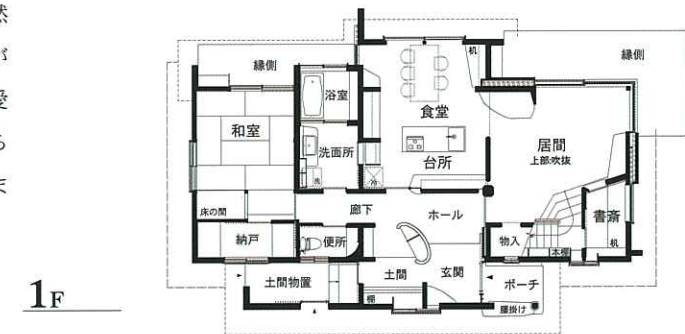 然
が
愛
ら
ま
縁側
机
縁側
浴室
食堂
和室
洗面所
居間
上部:吹抜
台所
洗
冷
床の間
廊下
ホール
書斎
納戸
便所
物入
本棚
机
土間物置
土間
玄関
ポーチ
棚
腰掛け
1F